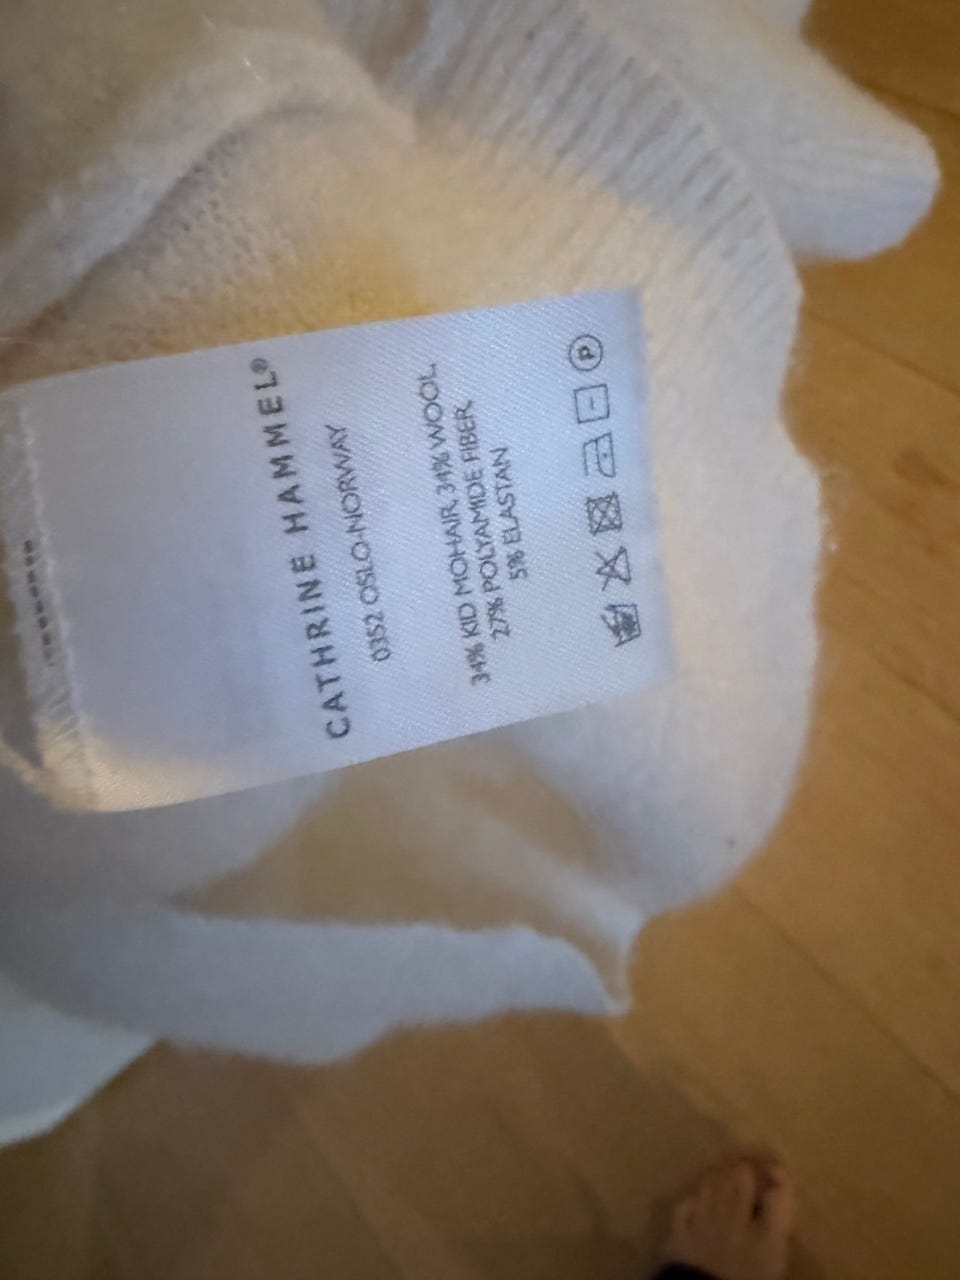 CATHRINE HAMMEL®
0352 OSLO-NORWAY
34% KID MOHAIR 34% WOOL
27% POLYAMIDE FIBER
5% ELASTAN
P